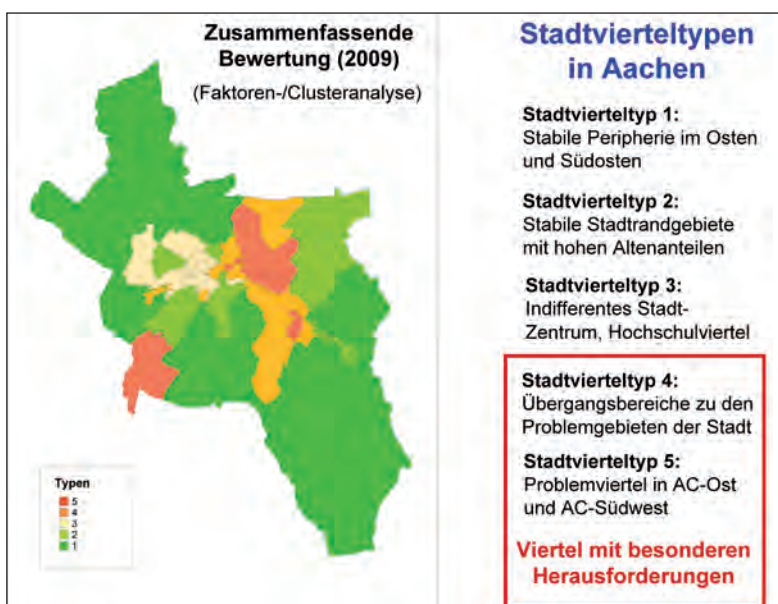 Zusammenfassende
Bewertung (2009)
(Faktoren-/Clusteranalyse)
Typen
5
4
3
2
1
Stadtvierteltypen
in Aachen
Stadtvierteltyp 1:
Stabile Peripherie im Osten
und Südosten
Stadtvierteltyp 2:
Stabile Stadtrandgebiete
mit hohen Altenanteilen
Stadtvierteltyp 3:
Indifferentes Stadt-
Zentrum, Hochschulviertel
Stadtvierteltyp 4:
Übergangsbereiche zu den
Problemgebieten der Stadt
Stadtvierteltyp 5:
Problemviertel in AC-Ost
und AC-Südwest
Viertel mit besonderen
Herausforderungen